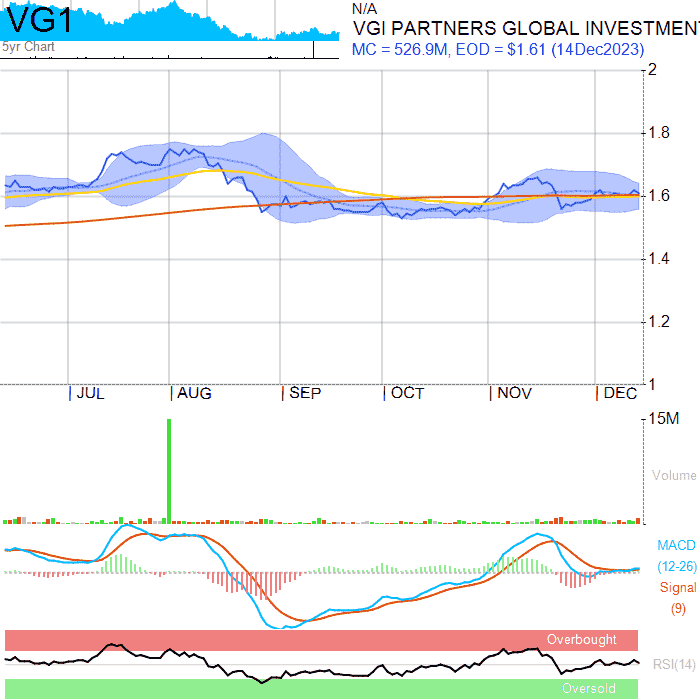 VG1
5yr Chart
N/A
VGI PARTNERS GLOBAL INVESTMEN
MC = 526.9M, EOD = $1.61 (14Dec2023)
2
1.8
1.6
1.4
1.2
1
JUL AUG SEP OCT NOV DEC
15M
Volume
MACD
(12-26)
Signal
(9)
Overbought
RSI(14)
Oversold